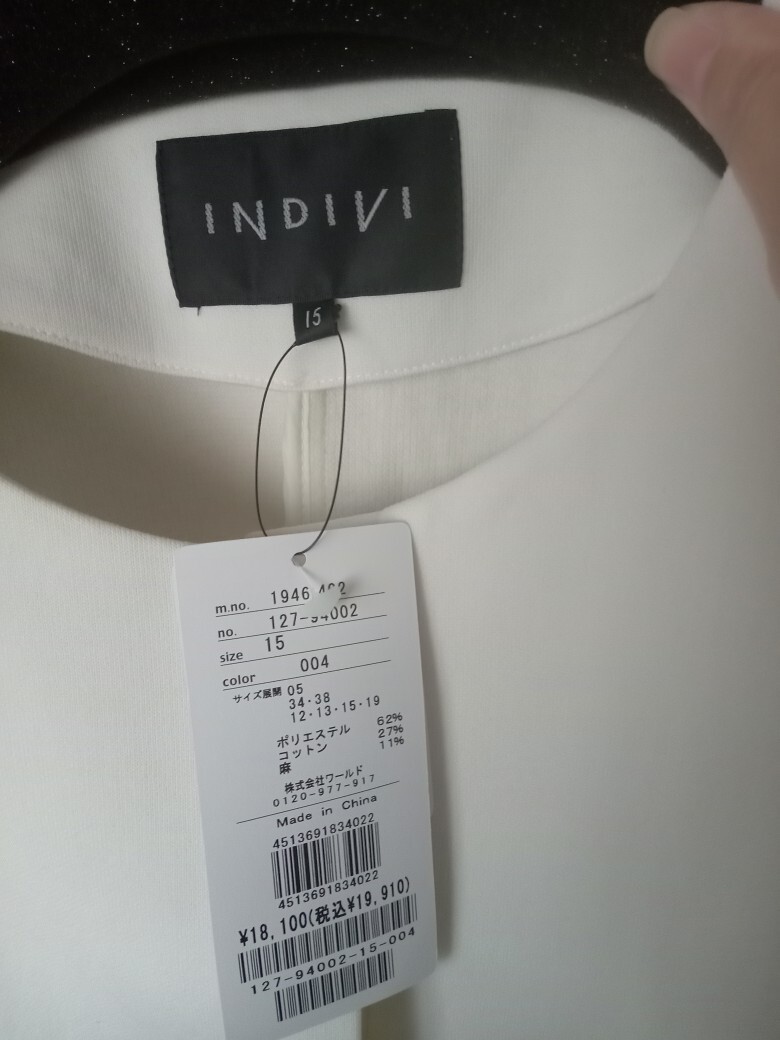 INDIVI
15
m.no.
no. 127-94002
size 15
color 004
サイズ展開 05
34・38
12・13・15・19
ポリエステル 62%
コットン 27%
麻 11%
株式会社ワールド
0120-977-917
Made in China
4513691834022
4513691834022
¥18,100(税込¥19,910)
127-94002-15-004